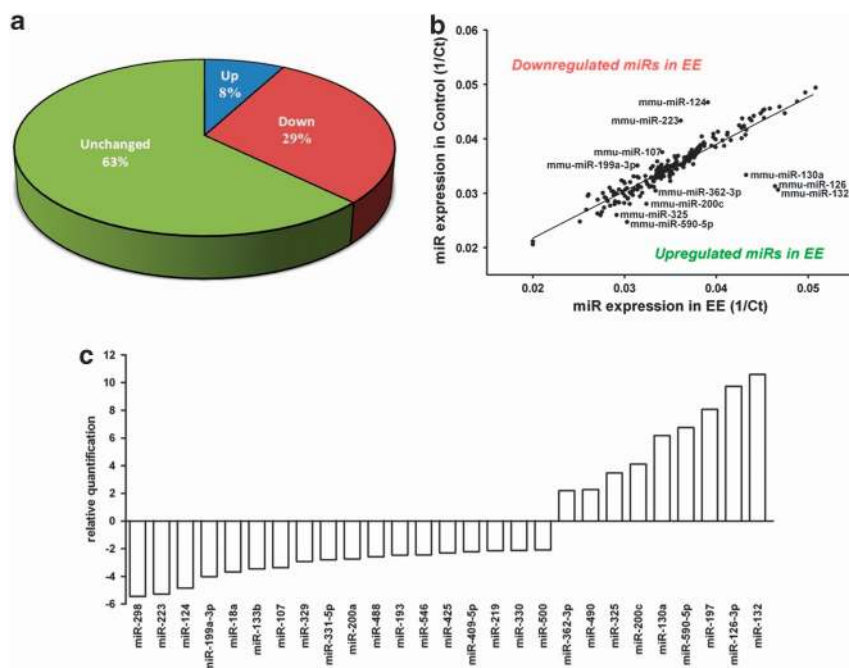 a
Up
8%
Down
29%
Unchanged
63%
b
miR expression in Control (1/Ct)
0.06
0.05
0.04
0.03
0.02
Downregulated miRs in EE
mmu-miR-124
mmu-miR-223
mmu-miR-107
mmu-miR-199a-3p
mmu-miR-130a
mmu-miR-126
mmu-miR-132
mmu-miR-362-3p
mmu-miR-200c
mmu-miR-325
mmu-miR-590-5p
Upregulated miRs in EE
0.02
0.03
0.04
0.05
miR expression in EE (1/Ct)
c
relative quantification
12
10
8
6
4
2
0
-2
-4
-6
miR-298
miR-223
miR-124
miR-199a-3p
miR-18a
miR-133b
miR-107
miR-329
miR-331-5p
miR-200a
miR-488
miR-193
miR-546
miR-425
miR-409-5p
miR-219
miR-330
miR-500
miR-362-3p
miR-490
miR-325
miR-200c
miR-130a
miR-590-5p
miR-197
miR-126-3p
miR-132